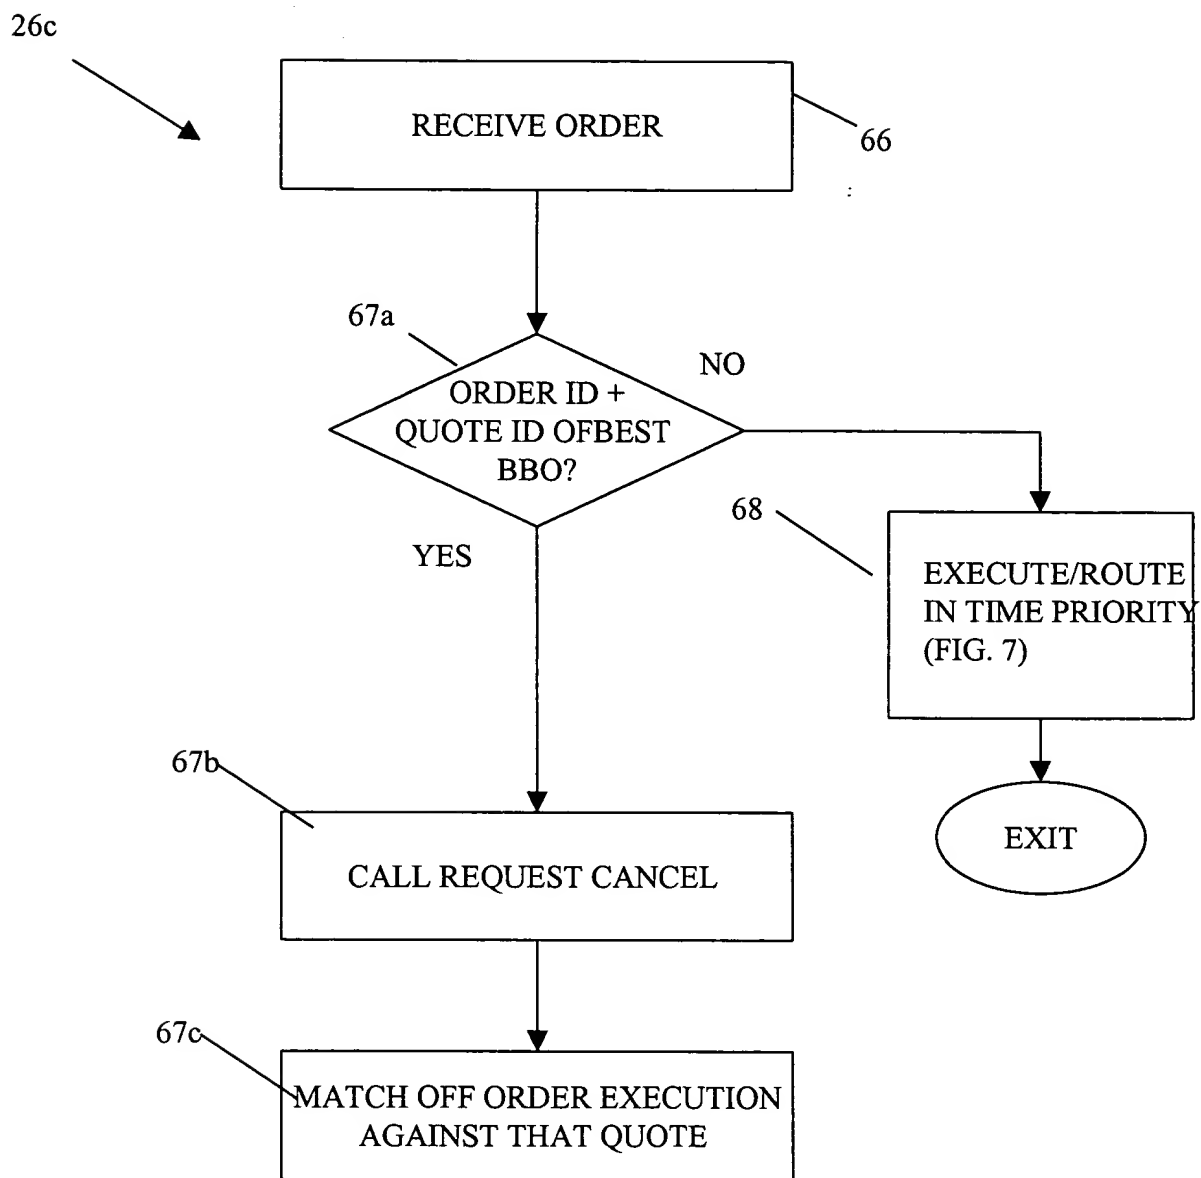 26c
RECEIVE ORDER
66
67a
NO
ORDER ID +
QUOTE ID OFBEST
BBO?
YES
68
EXECUTE/ROUTE
IN TIME PRIORITY
(FIG. 7)
67b
CALL REQUEST CANCEL
EXIT
67c
MATCH OFF ORDER EXECUTION
AGAINST THAT QUOTE